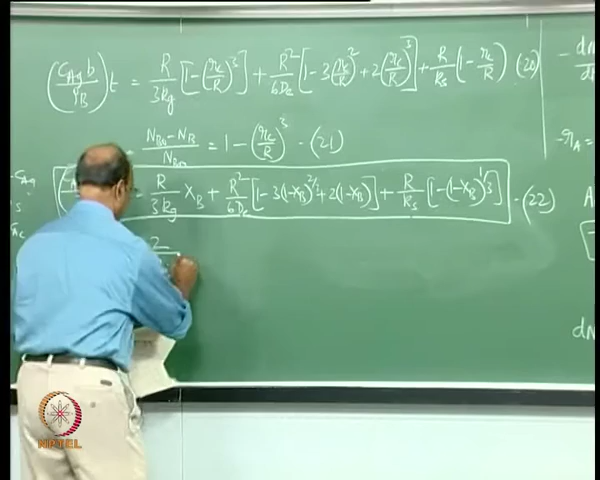 (C_Ag b / ρ_B) t = R/3k_g [1-(r_c/R)^3] + R^2/6D_e [1-3(r_c/R)^2+2(r_c/R)^3] + R/k_s (1-r_c/R) (20)
N_B0-N_B / N_B0 = 1-(r_c/R)^3 - (21)
R/3k_g X_B + R^2/6D_e [1-3(1-X_B)^2/3+2(1-X_B)] + R/k_s [1-(1-X_B)^1/3] - (22)
2
-r_A =
NPTEL